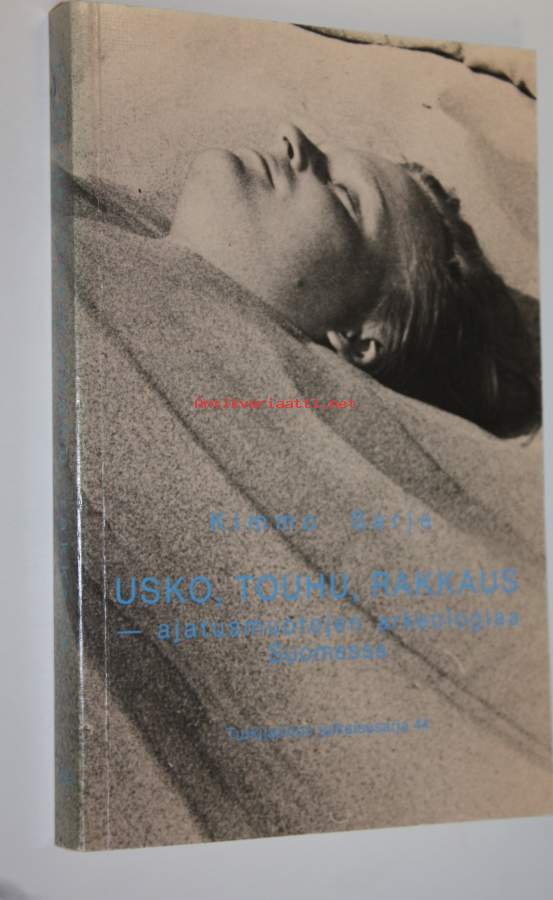 Antikvariaatti.net
Kimmo Sarje
USKO, TOUHU, RAKKAUS
— ajatusmuotojen arkeologiaa
Suomessa
Tutkijaliiton julkaisusarja 44